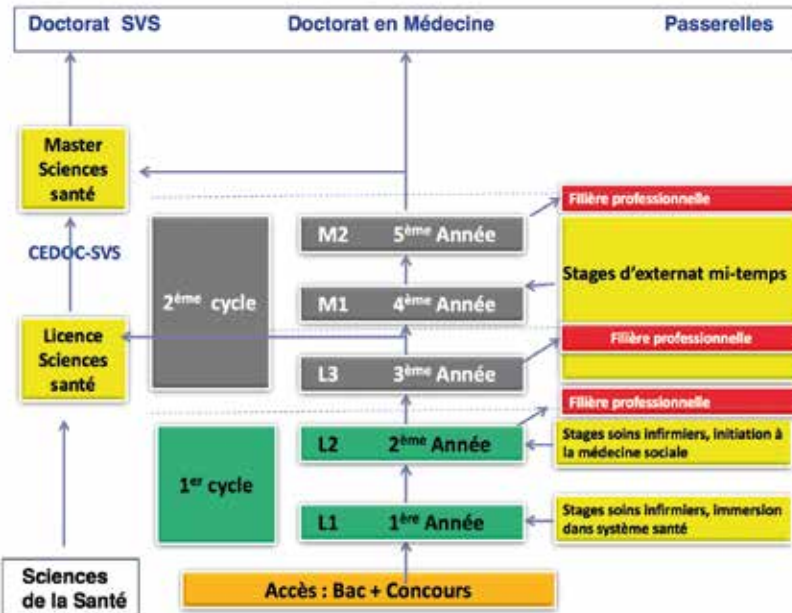 Doctorat SVS
Doctorat en Médecine
Passerelles
Master
Sciences
santé
Filière professionnelle
M2 5ème Année
CEDOC-SVS
Stages d'externat mi-temps
2ème cycle
M1 4ème Année
Licence
Sciences
santé
Filière professionnelle
L3 3ème Année
Filière professionnelle
L2 2ème Année
Stages soins infirmiers, initiation à
la médecine sociale
1er cycle
L1 1ère Année
Stages soins infirmiers, immersion
dans système santé
Sciences
de la Santé
Accès : Bac + Concours